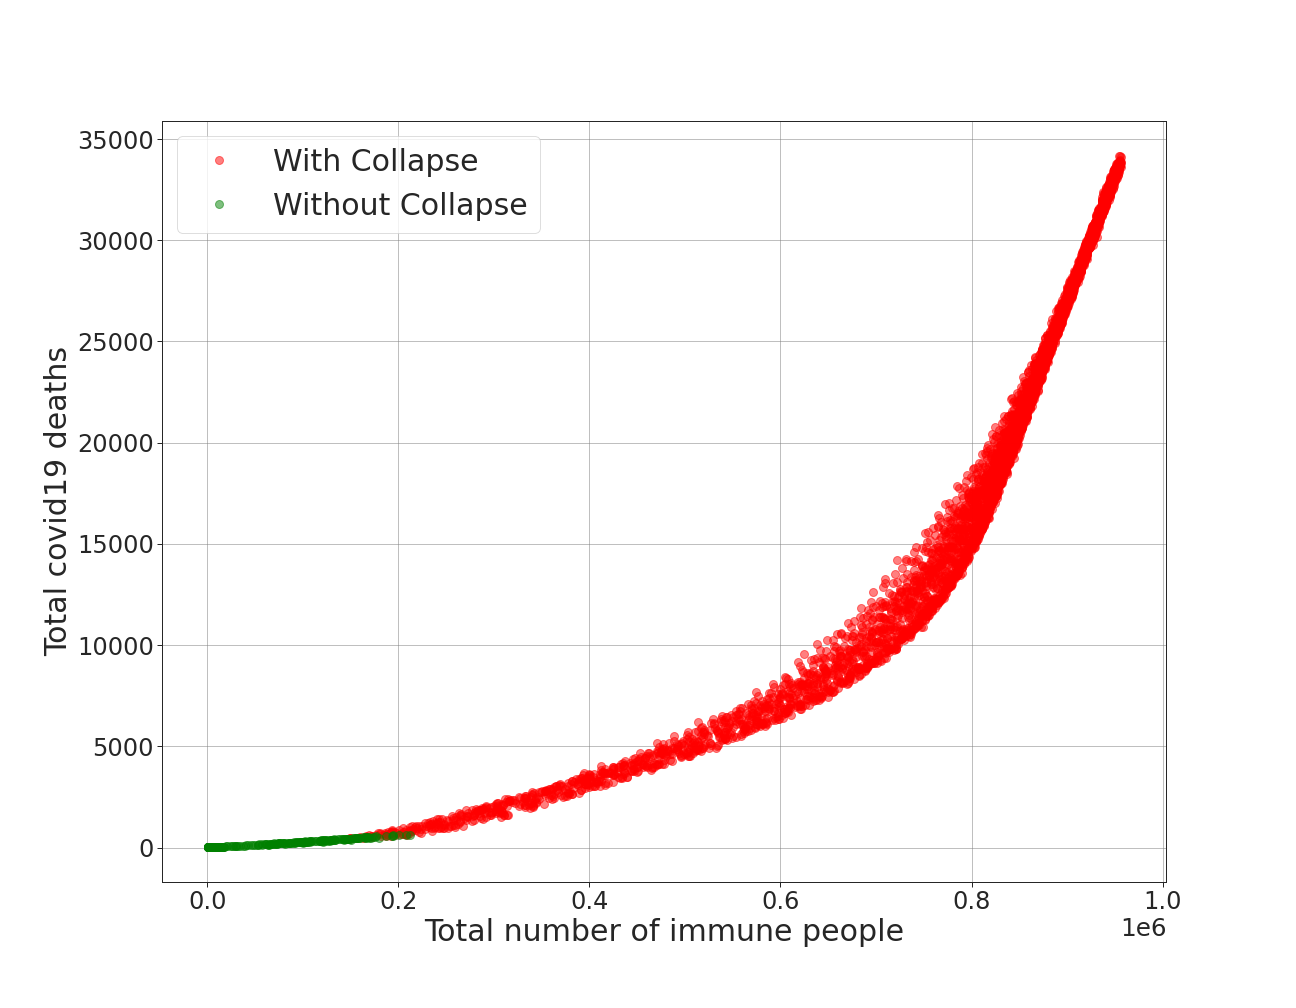 With Collapse
Without Collapse
Total covid19 deaths
35000
30000
25000
20000
15000
10000
5000
0
0.0 0.2 0.4 0.6 0.8 1.0
1e6
Total number of immune people